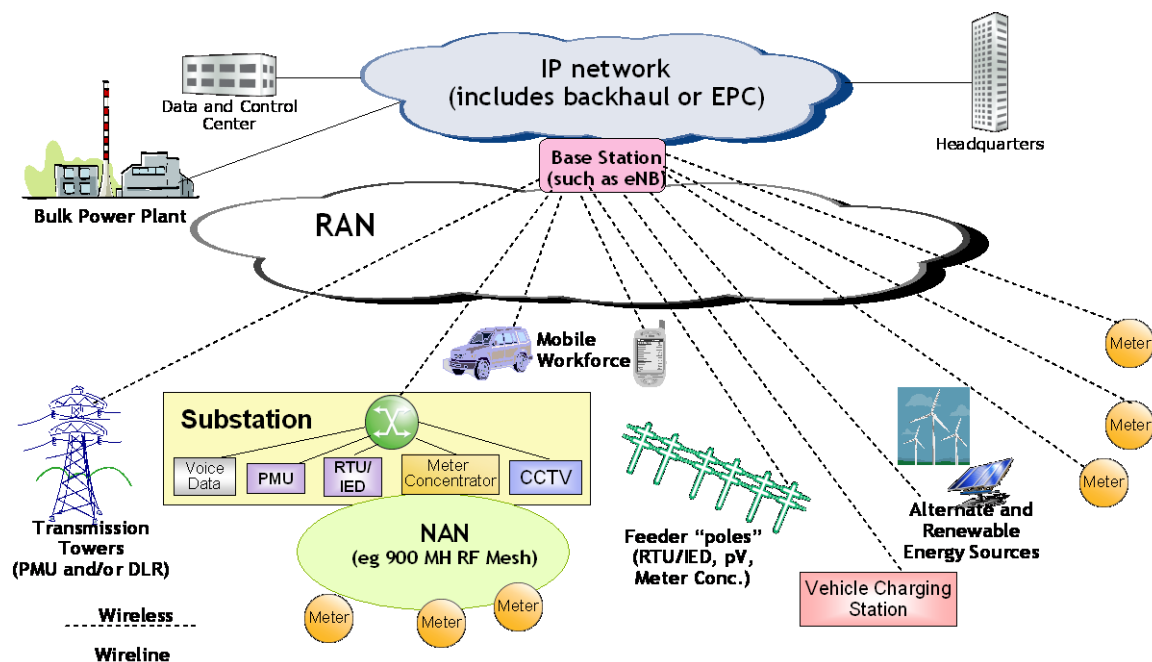 IP network
(includes backhaul or EPC)
Data and Control
Center
Headquarters
Base Station
(such as eNB)
Bulk Power Plant
RAN
Mobile
Workforce
Meter
Meter
Meter
Substation
Voice
Data
PMU
RTU/
IED
Meter
Concentrator
CCTV
Transmission
Towers
(PMU and/or DLR)
NAN
(eg 900 MH RF Mesh)
Feeder “poles”
(RTU/IED, pV,
Meter Conc.)
Alternate and
Renewable
Energy Sources
Vehicle Charging
Station
Meter
Meter
Meter
Wireless
Wireline